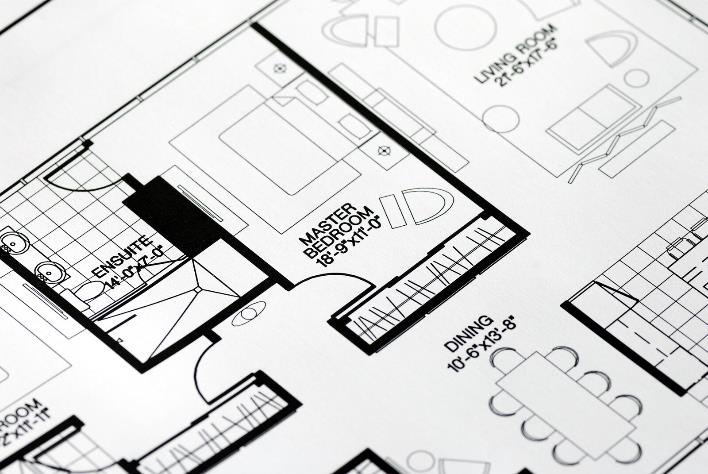 LIVING ROOM
21'-6"x17'-6"
MASTER
BEDROOM
18'-9"x11'-0"
ENSUITE
14'-0"x7'-0"
DINING
10'-6"x13'-8"
ROOM